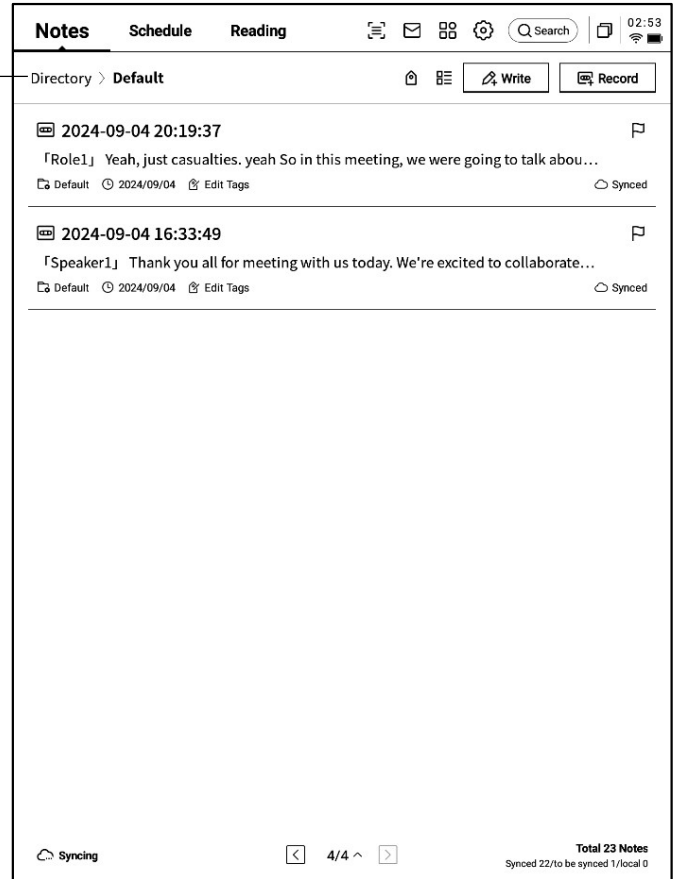 Notes Schedule Reading Search 02:53
Directory > Default Write Record
2024-09-04 20:19:37
「Role1」 Yeah, just casualties. yeah So in this meeting, we were going to talk abou...
Default 2024/09/04 Edit Tags Synced
2024-09-04 16:33:49
「Speaker1」 Thank you all for meeting with us today. We're excited to collaborate...
Default 2024/09/04 Edit Tags Synced
Syncing < 4/4 > Total 23 Notes
Synced 22/to be synced 1/local 0